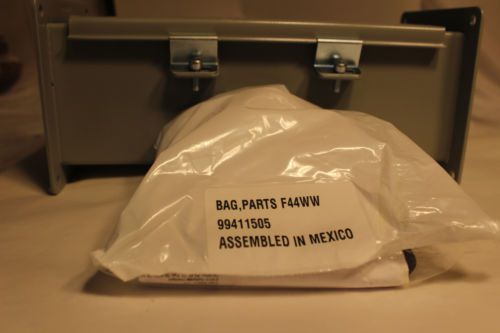 BAG,PARTS F44WW
99411505
ASSEMBLED IN MEXICO